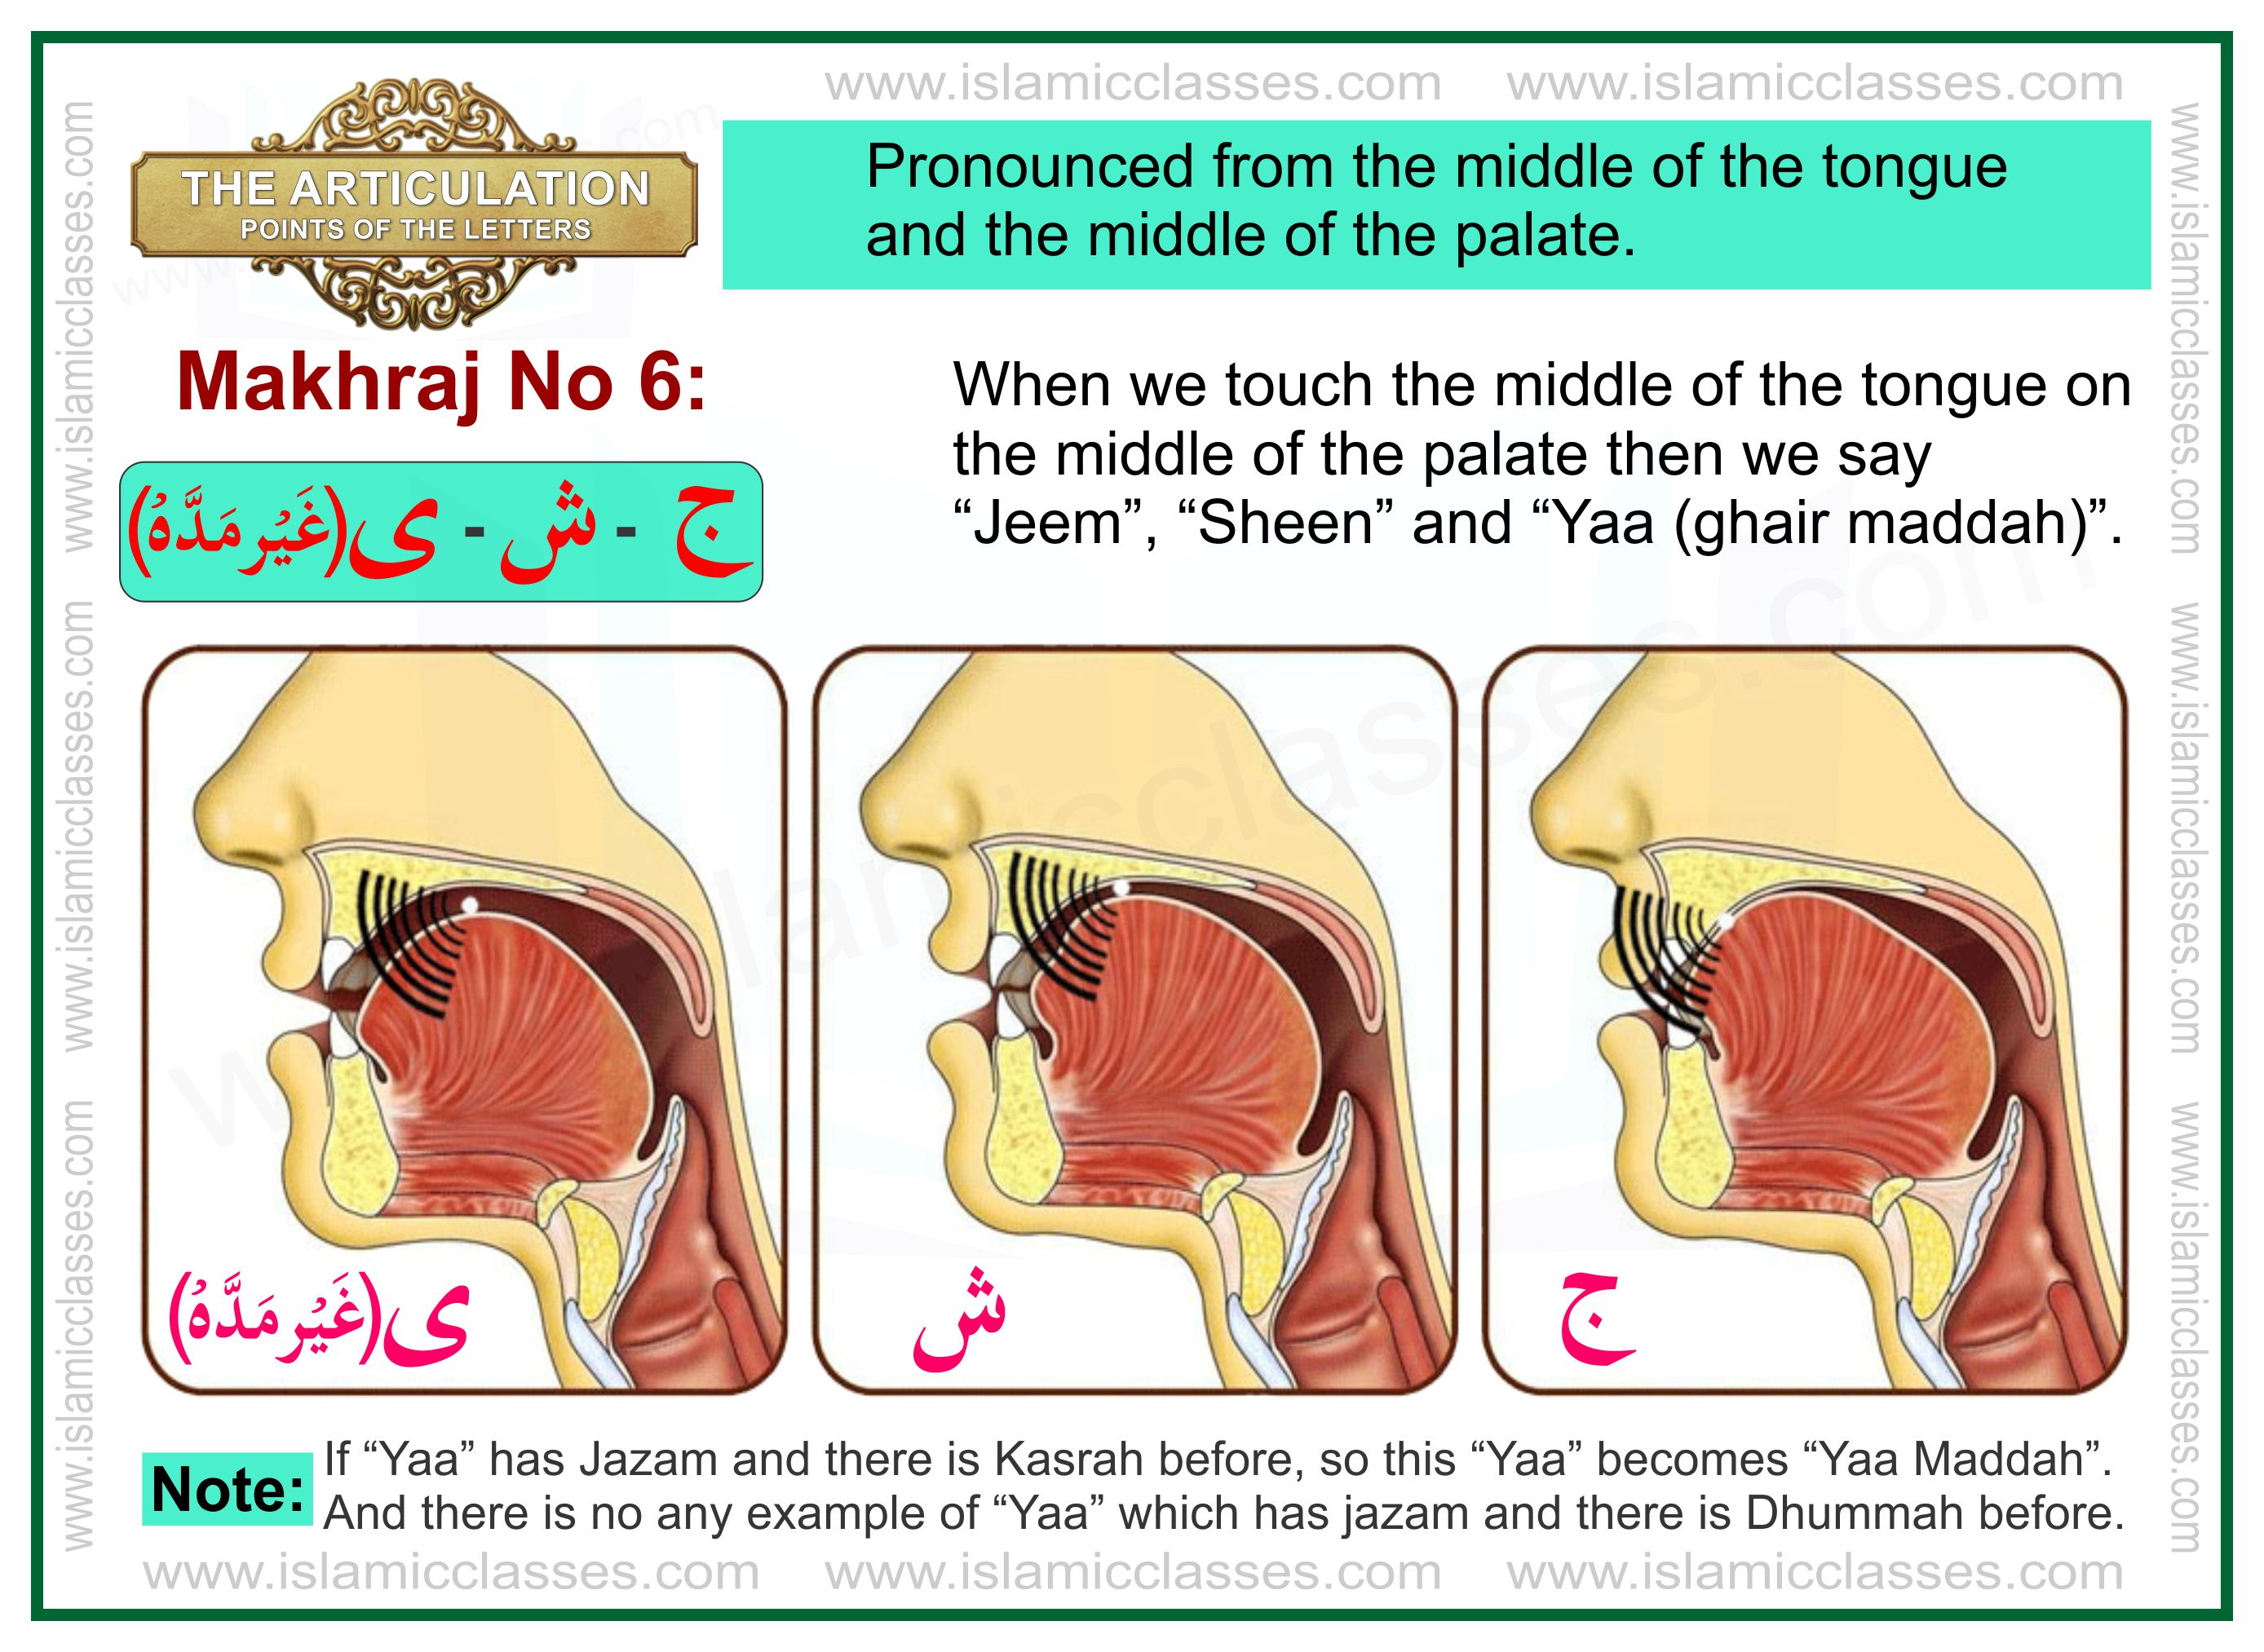 www.islamicclasses.com www.islamicclasses.com
THE ARTICULATION
POINTS OF THE LETTERS
Pronounced from the middle of the tongue
and the middle of the palate.
Makhraj No 6:
ج - ش - ى(غَيْر مَدَّهْ)
When we touch the middle of the tongue on
the middle of the palate then we say
“Jeem”, “Sheen” and “Yaa (ghair maddah)”.
ى(غَيْر مَدَّهْ)
ش
ج
Note:
If “Yaa” has Jazam and there is Kasrah before, so this “Yaa” becomes “Yaa Maddah”.
And there is no any example of “Yaa” which has jazam and there is Dhummah before.
www.islamicclasses.com www.islamicclasses.com www.islamicclasses.com
www.islamicclasses.com www.islamicclasses.com www.islamicclasses.com
www.islamicclasses.com www.islamicclasses.com www.islamicclasses.com